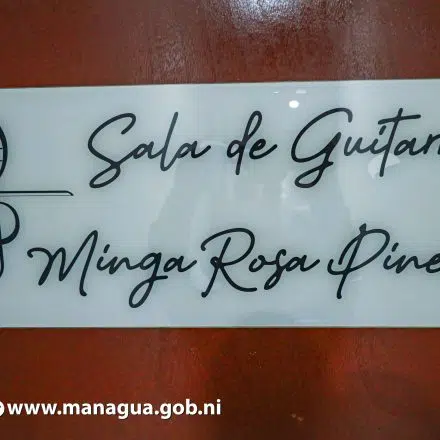 Sala de Guitar
Minga Rosa Pine
www.managua.gob.ni